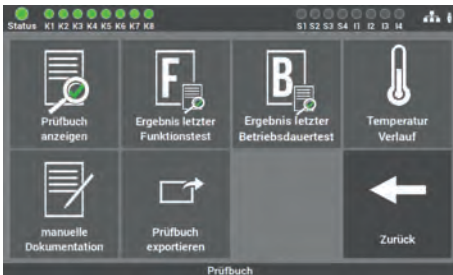 Status K1 K2 K3 K4 K5 K6 K7 K8 S1 S2 S3 S4 I1 I2 I3 I4
Prüfbuch
anzeigen
F
Ergebnis letzter
Funktionstest
B
Ergebnis letzter
Betriebsdauertest
Temperatur
Verlauf
manuelle
Dokumentation
Prüfbuch
exportieren
Zurück
Prüfbuch